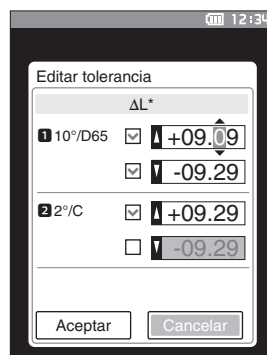 12:34
Editar tolerancia
ΔL*
1 10°/D65 +09.09
-09.29
2 2°/C +09.29
-09.29
Aceptar Cancelar